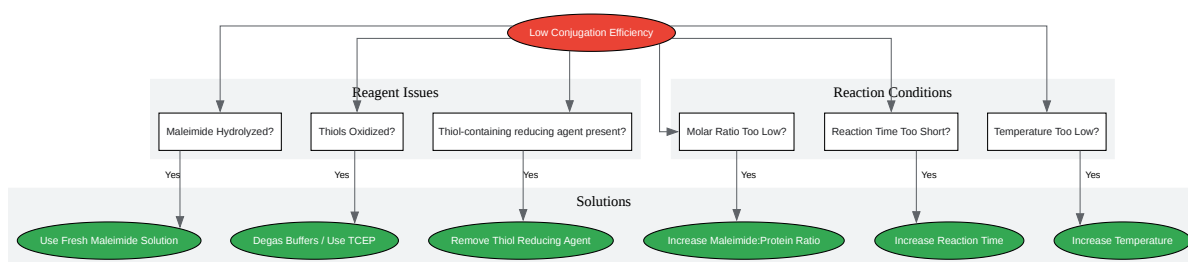 Low Conjugation Efficiency
Reagent Issues
Reaction Conditions
Maleimide Hydrolyzed?
Thiols Oxidized?
Thiol-containing reducing agent present?
Molar Ratio Too Low?
Reaction Time Too Short?
Temperature Too Low?
Yes
Yes
Yes
Yes
Yes
Yes
Solutions
Use Fresh Maleimide Solution
Degas Buffers / Use TCEP
Remove Thiol Reducing Agent
Increase Maleimide:Protein Ratio
Increase Reaction Time
Increase Temperature